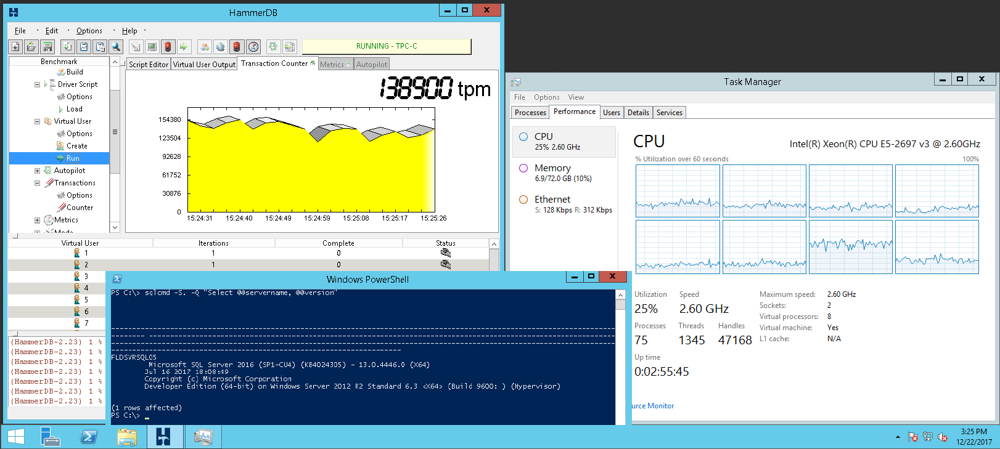 HammerDB
File Edit Options Help
RUNNING - TPC-C
Benchmark
Build
Driver Script
Options
Load
Virtual User
Options
Create
Run
Autopilot
Transactions
Options
Counter
Metrics
Mode
Script Editor Virtual User Output Transaction Counter Metrics Autopilot
138900 tpm
154380
123504
92628
61752
30876
0
15:24:31 15:24:40 15:24:49 15:24:59 15:25:08 15:25:17 15:25:26
Virtual User Iterations Complete Status
1 1 0
2 1 0
3
4
5
6
7
(HammerDB-2.23) 1 %
(HammerDB-2.23) 1 %
(HammerDB-2.23) 1 %
(HammerDB-2.23) 1 %
(HammerDB-2.23) 1 %
(HammerDB-2.23) 1 %
(HammerDB-2.23) 1 %
Windows PowerShell
PS C:\> sqlcmd -S. -Q "Select @@servername, @@version"
FLDSVRSQL05
Microsoft SQL Server 2016 (SP1-CU4) (KB4024305) - 13.0.4446.0 (X64)
Jul 16 2017 18:08:49
Copyright (c) Microsoft Corporation
Developer Edition (64-bit) on Windows Server 2012 R2 Standard 6.3 <X64> (Build 9600: ) (Hypervisor)
(1 rows affected)
PS C:\> _
Task Manager
File Options View
Processes Performance Users Details Services
CPU
25% 2.60 GHz
Memory
6.9/72.0 GB (10%)
Ethernet
S: 128 Kbps R: 312 Kbps
CPU Intel(R) Xeon(R) CPU E5-2697 v3 @ 2.60GHz
% Utilization over 60 seconds 100%
Utilization Speed
25% 2.60 GHz
Processes Threads Handles
75 1345 47168
Up time
0:02:55:45
Maximum speed: 2.60 GHz
Sockets: 2
Virtual processors: 8
Virtual machine: Yes
L1 cache: N/A
urce Monitor
3:25 PM
12/22/2017